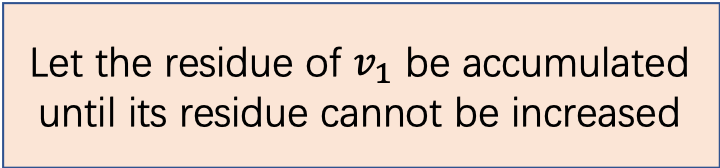 Let the residue of 𝒗₁ be accumulated
until its residue cannot be increased